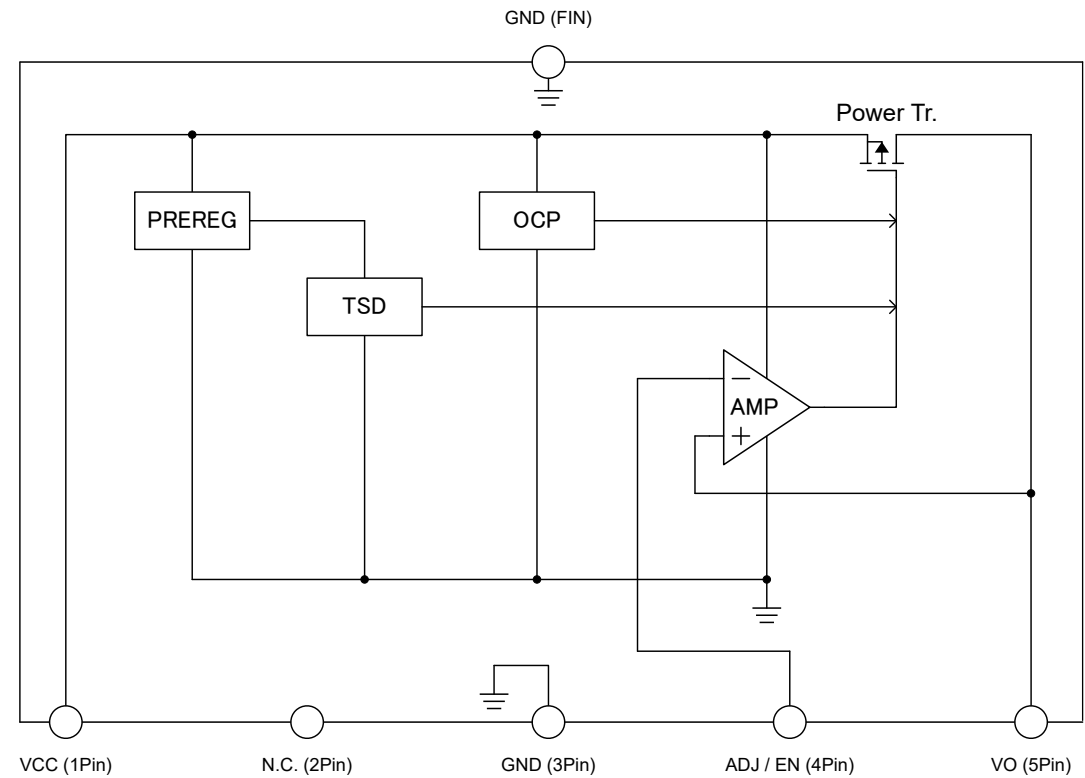 GND (FIN)
Power Tr.
PREREG
OCP
TSD
−
AMP
+
VCC (1Pin)
N.C. (2Pin)
GND (3Pin)
ADJ / EN (4Pin)
VO (5Pin)